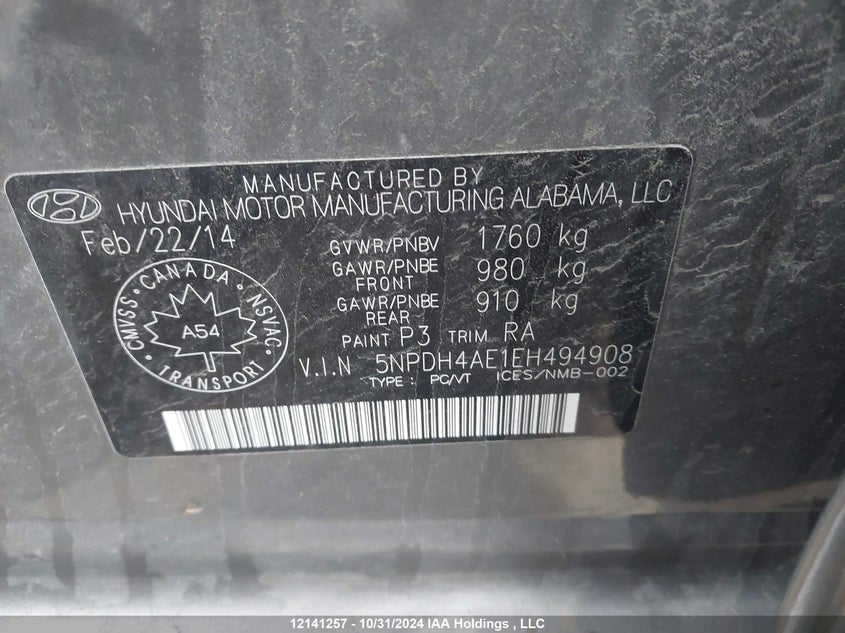 MANUFACTURED BY
HYUNDAI MOTOR MANUFACTURING ALABAMA, LLC
Feb/22/14
GVWR/PNBV 1760 kg
GAWR/PNBE FRONT 980 kg
GAWR/PNBE REAR 910 kg
PAINT P3 TRIM RA
V.I.N 5NPDH4AE1EH494908
TYPE : PC/VT ICES/NMB-002
CMVSS · CANADA · NSVAC · TRANSPORT ·
A54
12141257 - 10/31/2024 IAA Holdings , LLC